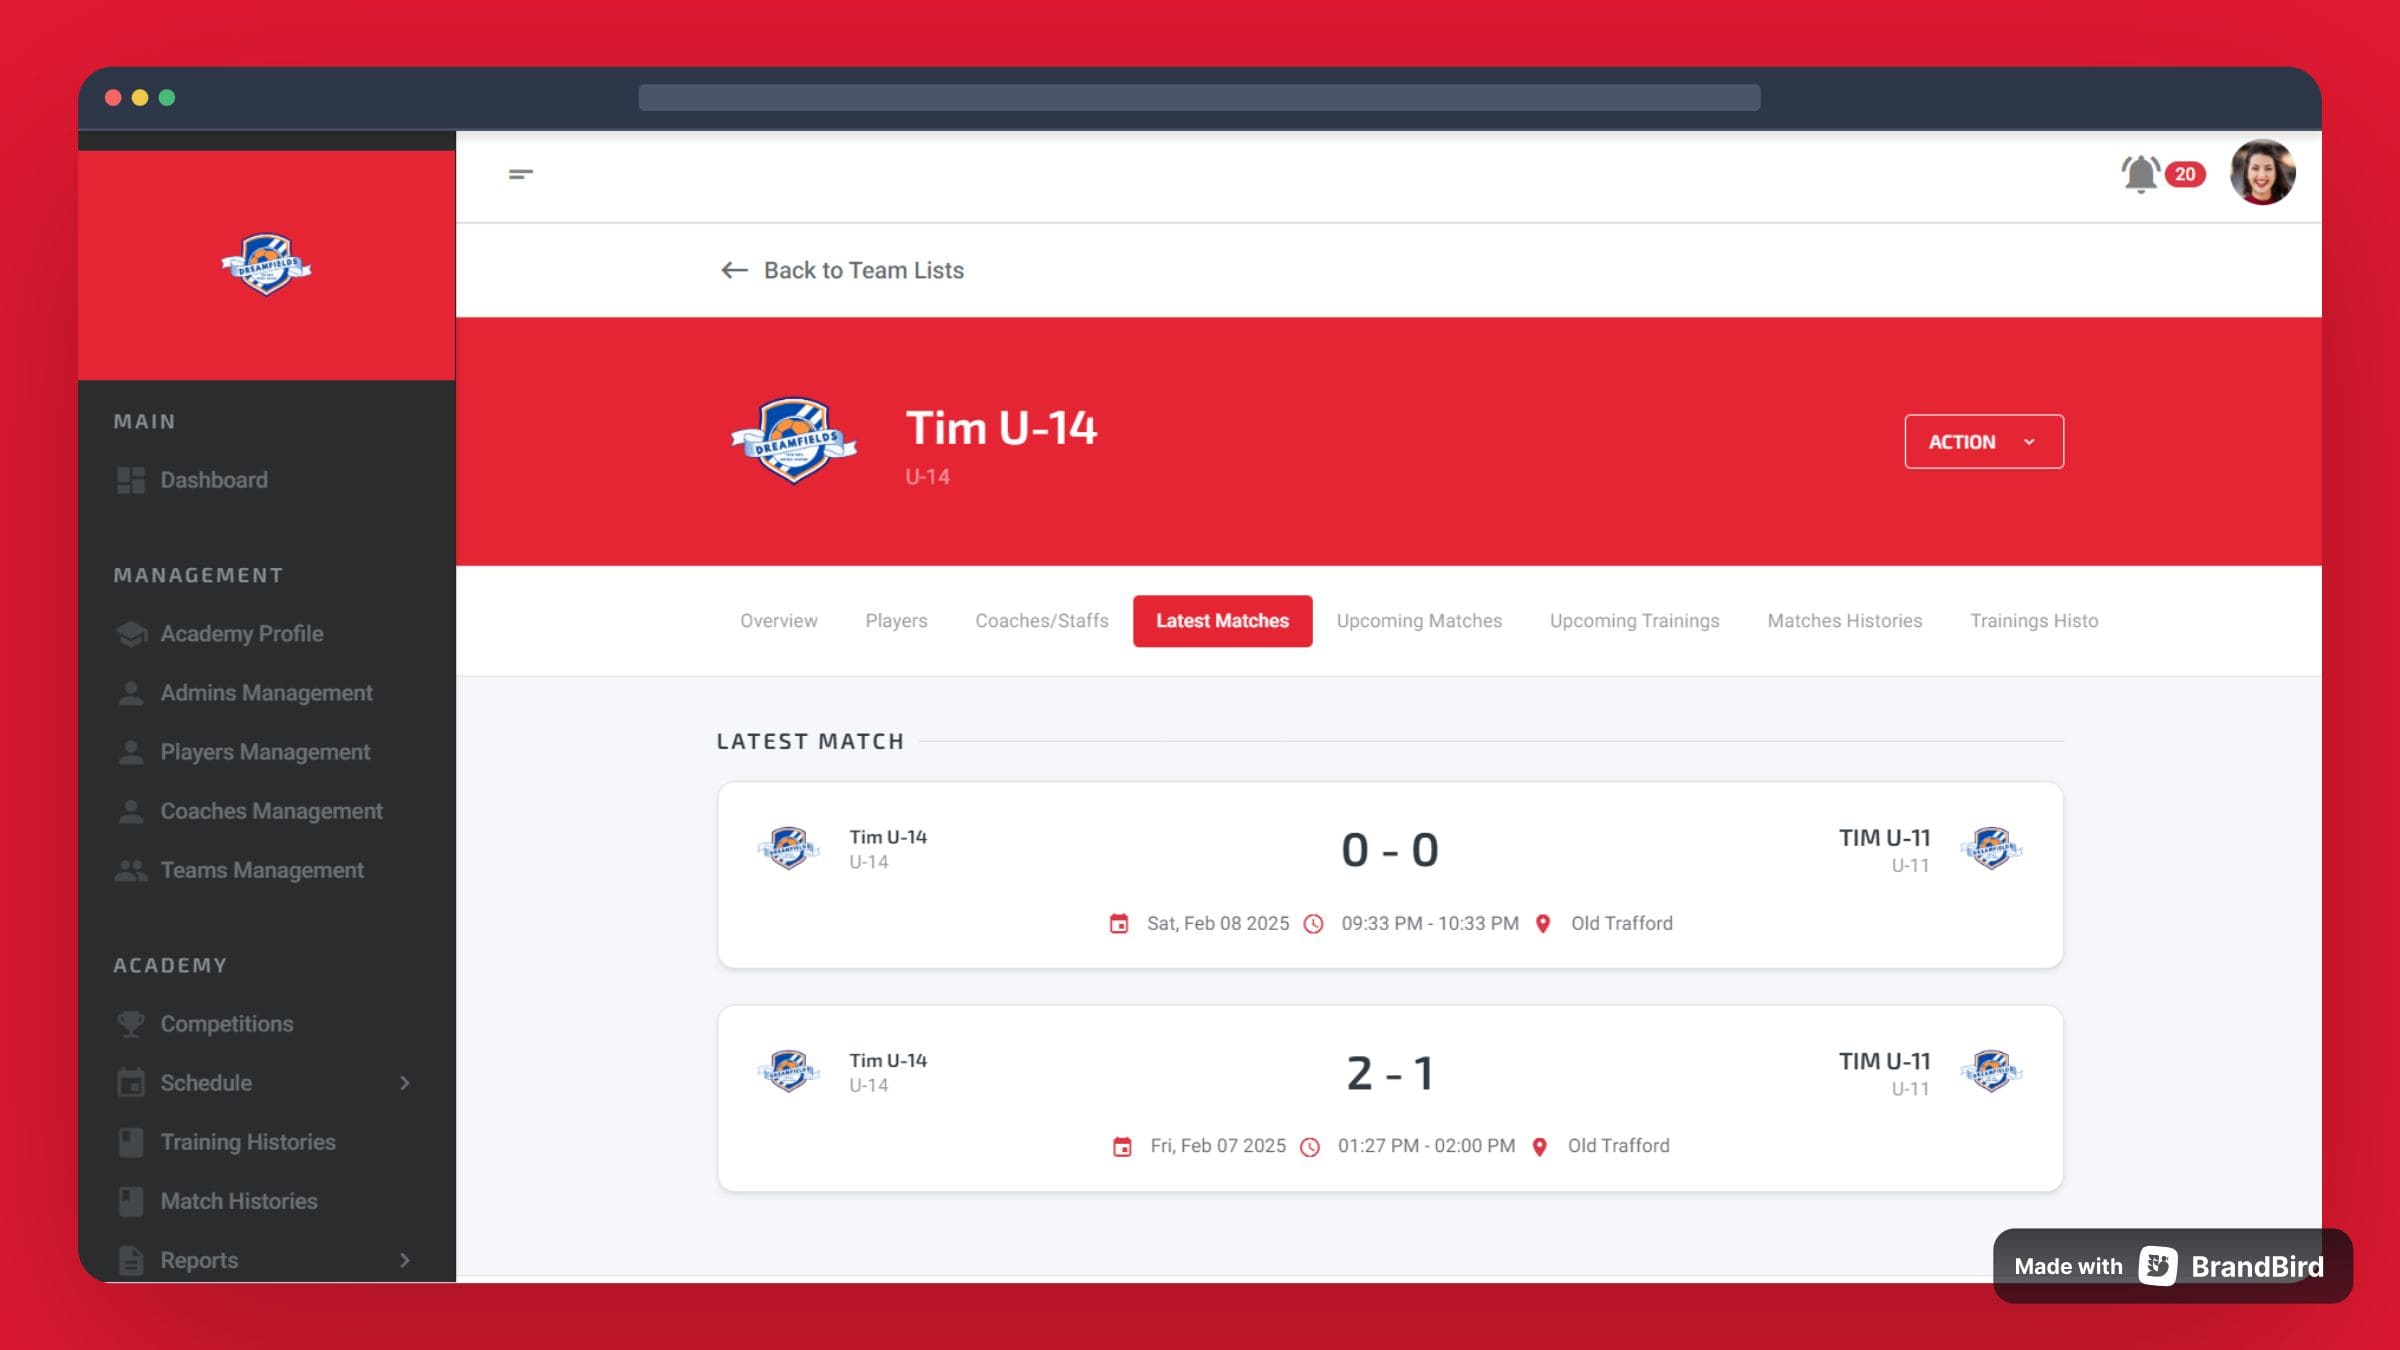 20
DREAMFIELDS
MAIN
Dashboard
MANAGEMENT
Academy Profile
Admins Management
Players Management
Coaches Management
Teams Management
ACADEMY
Competitions
Schedule
Training Histories
Match Histories
Reports
Back to Team Lists
DREAMFIELDS
Tim U-14
U-14
ACTION
Overview
Players
Coaches/Staffs
Latest Matches
Upcoming Matches
Upcoming Trainings
Matches Histories
Trainings Histo
LATEST MATCH
Tim U-14
U-14
0 - 0
TIM U-11
U-11
Sat, Feb 08 2025
09:33 PM - 10:33 PM
Old Trafford
Tim U-14
U-14
2 - 1
TIM U-11
U-11
Fri, Feb 07 2025
01:27 PM - 02:00 PM
Old Trafford
Made with BrandBird